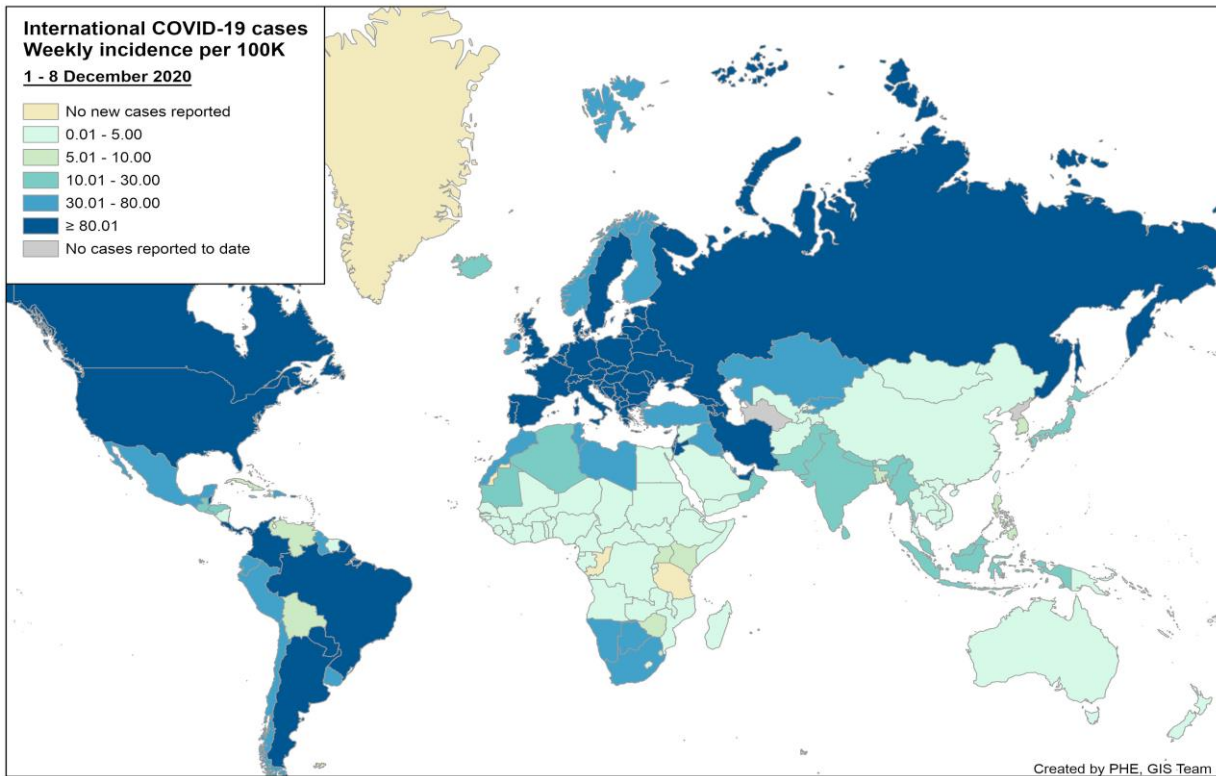 International COVID-19 cases
Weekly incidence per 100K
1 - 8 December 2020
No new cases reported
0.01 - 5.00
5.01 - 10.00
10.01 - 30.00
30.01 - 80.00
≥ 80.01
No cases reported to date
Created by PHE, GIS Team